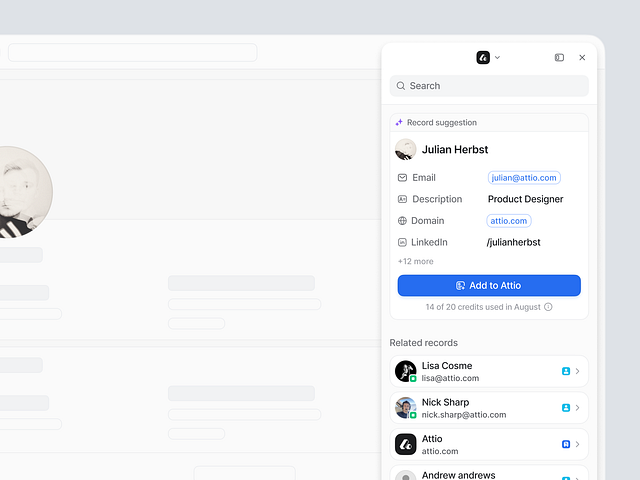 Search
Record suggestion
Julian Herbst
Email julian@attio.com
Description Product Designer
Domain attio.com
LinkedIn /julianherbst
+12 more
Add to Attio
14 of 20 credits used in August
Related records
Lisa Cosme
lisa@attio.com
Nick Sharp
nick.sharp@attio.com
Attio
attio.com
Andrew andrews